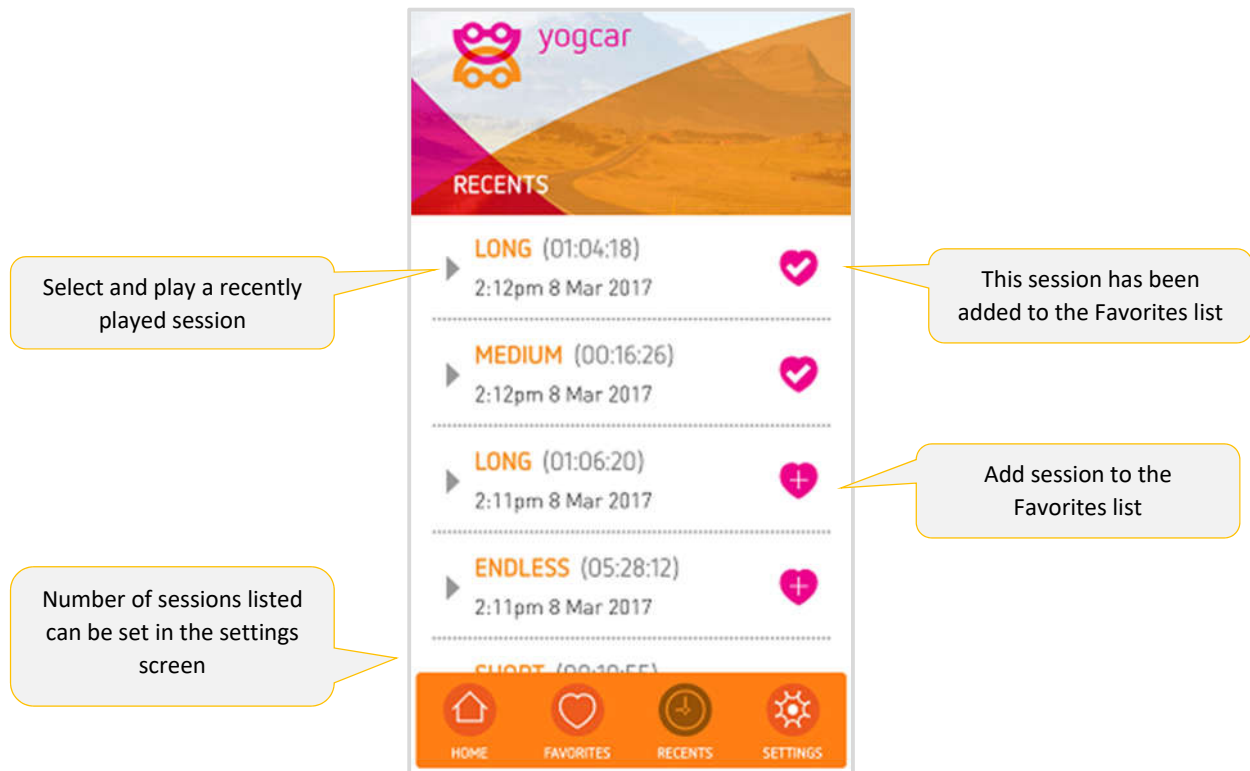 yogcar
RECENTS
LONG (01:04:18)
2:12pm 8 Mar 2017
MEDIUM (00:16:26)
2:12pm 8 Mar 2017
LONG (01:06:20)
2:11pm 8 Mar 2017
ENDLESS (05:28:12)
2:11pm 8 Mar 2017
SHORT
HOME FAVORITES RECENTS SETTINGS
Select and play a recently
played session
This session has been
added to the Favorites list
Add session to the
Favorites list
Number of sessions listed
can be set in the settings
screen